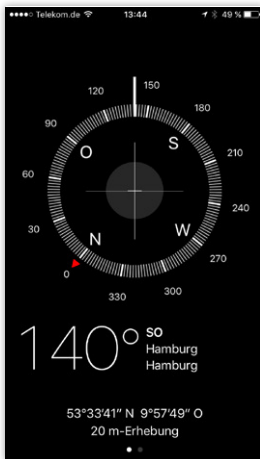 Telekom.de 13:44 49 %
120 150
90 180
O S
60 210
30 240
N W
0 270
330 300
140° SO
Hamburg
Hamburg
53°33'41" N 9°57'49" O
20 m-Erhebung